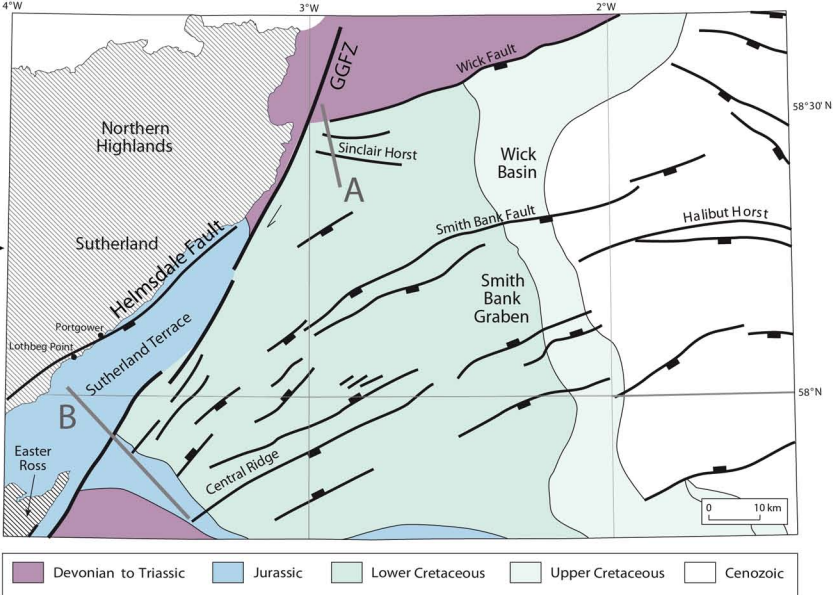 4°W
3°W
2°W
GGFZ
Wick Fault
58°30' N
Northern
Highlands
Sinclair Horst
Wick
Basin
A
Smith Bank Fault
Halibut Horst
Sutherland
Helmsdale Fault
Smith
Bank
Graben
Portgower
Lothbeg Point
Sutherland Terrace
58°N
B
Easter
Ross
Central Ridge
0 10 km
Devonian to Triassic
Jurassic
Lower Cretaceous
Upper Cretaceous
Cenozoic